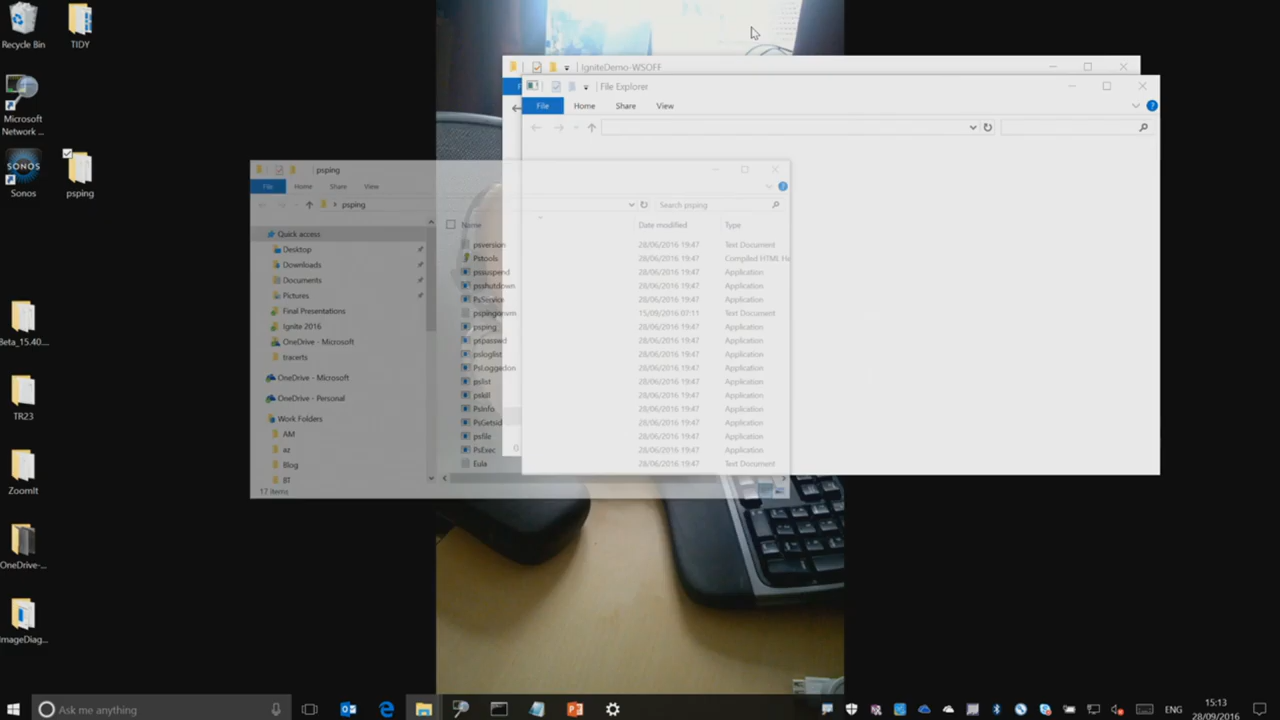 Recycle Bin
TIDY
Microsoft
Network ...
SONOS
Sonos
psping
Beta_15.40...
TR23
ZoomIt
OneDrive-...
ImageDiag...
IgniteDemo-WSOFF
File Explorer
File
Home
Share
View
psping
File
Home
Share
View
psping
Search psping
Quick access
Desktop
Downloads
Documents
Pictures
Final Presentations
Ignite 2016
OneDrive - Microsoft
tracerts
OneDrive - Microsoft
OneDrive - Personal
Work Folders
AM
At
Blog
BT
17 items
Name Date modified Type
psversion 28/06/2016 19:47 Text Document
Pstools 28/06/2016 19:47 Compiled HTML He
pssuspend 28/06/2016 19:47 Application
psshutdown 28/06/2016 19:47 Application
PsService 28/06/2016 19:47 Application
15/09/2016 07:11 Text Document
psping 28/06/2016 19:47 Application
pspasswd 28/06/2016 19:47 Application
psloglist 28/06/2016 19:47 Application
PsLoggedon 28/06/2016 19:47 Application
pslist 28/06/2016 19:47 Application
pskill 28/06/2016 19:47 Application
PsInfo 28/06/2016 19:47 Application
PsGetsid 28/06/2016 19:47 Application
psfile 28/06/2016 19:47 Application
PsExec 28/06/2016 19:47 Application
Eula 28/06/2016 19:47 Text Document
Ask me anything
ENG
15:13
28/09/2016